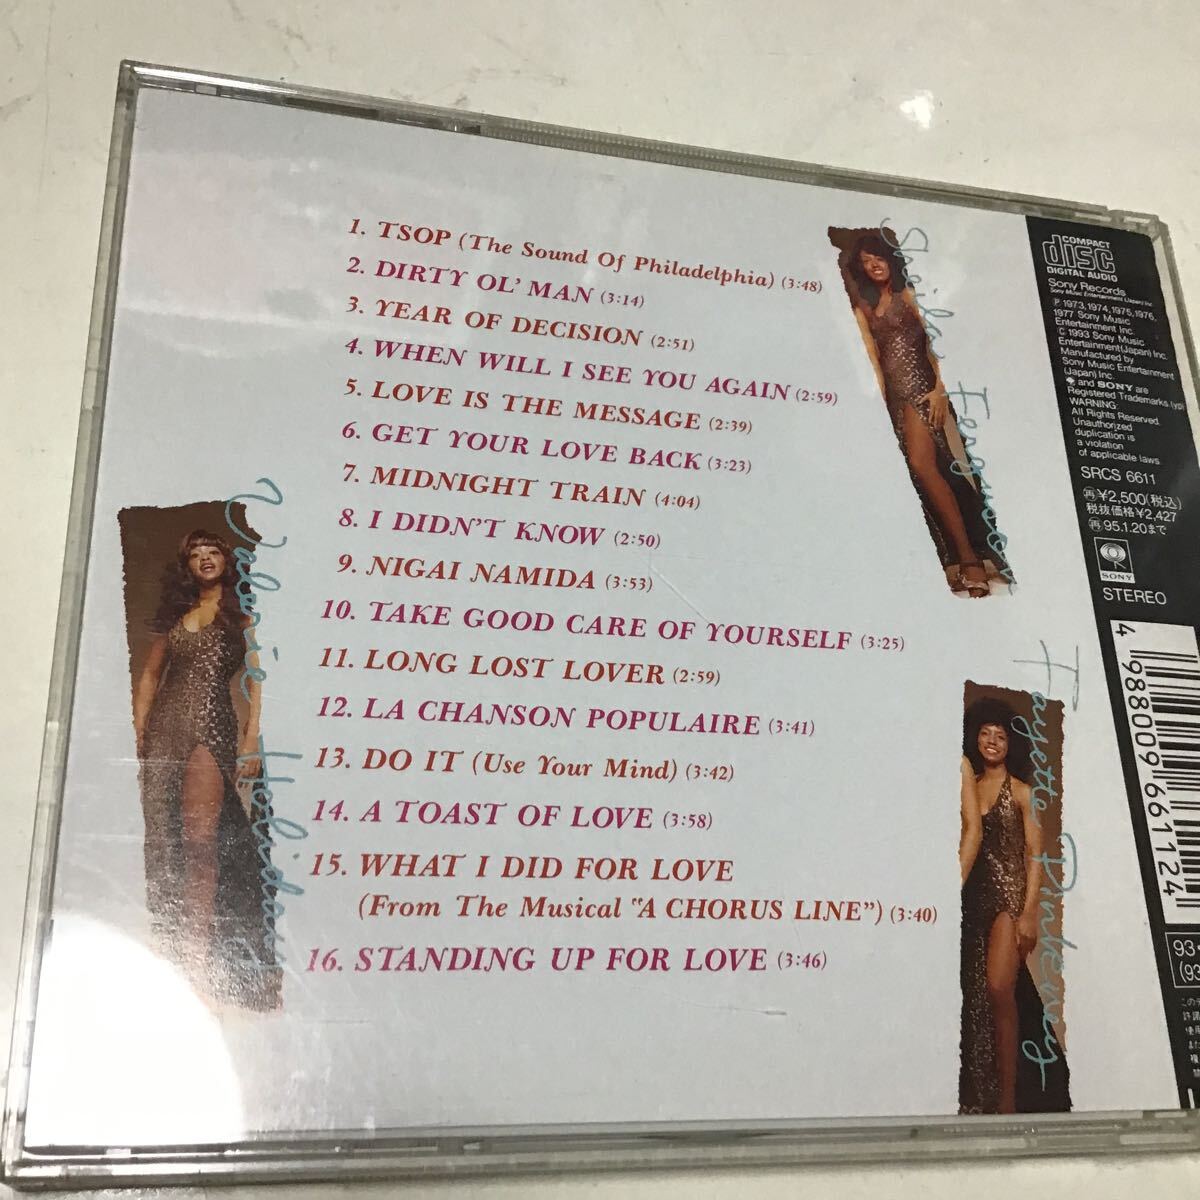 1. TSOP (The Sound Of Philadelphia) (3:48)
2. DIRTY OL' MAN (3:14)
3. YEAR OF DECISION (2:51)
4. WHEN WILL I SEE YOU AGAIN (2:59)
5. LOVE IS THE MESSAGE (2:39)
6. GET YOUR LOVE BACK (3:23)
7. MIDNIGHT TRAIN (4:04)
8. I DIDN'T KNOW (2:50)
9. NIGAI NAMIDA (3:53)
10. TAKE GOOD CARE OF YOURSELF (3:25)
11. LONG LOST LOVER (2:59)
12. LA CHANSON POPULAIRE (3:41)
13. DO IT (Use Your Mind) (3:42)
14. A TOAST OF LOVE (3:58)
15. WHAT I DID FOR LOVE
(From The Musical "A CHORUS LINE") (3:40)
16. STANDING UP FOR LOVE (3:46)
Sheila Ferguson
Valerie Holiday
Fayette Pinkney
COMPACT
disc
DIGITAL AUDIO
Sony Records
Sony Music Entertainment (Japan) Inc.
Ⓟ 1973, 1974, 1975, 1976,
1977 Sony Music
Entertainment Inc.
© 1993 Sony Music
Entertainment (Japan) Inc.
Manufactured by
Sony Music Entertainment
(Japan) Inc.
and SONY are
Registered Trademarks. (yp)
WARNING:
All Rights Reserved.
Unauthorized
duplication is
a violation
of applicable laws.
SRCS 6611
再¥2,500(税込)
税抜価格¥2,427
再95.1.20まで
SONY
STEREO
4 988009 661124
93